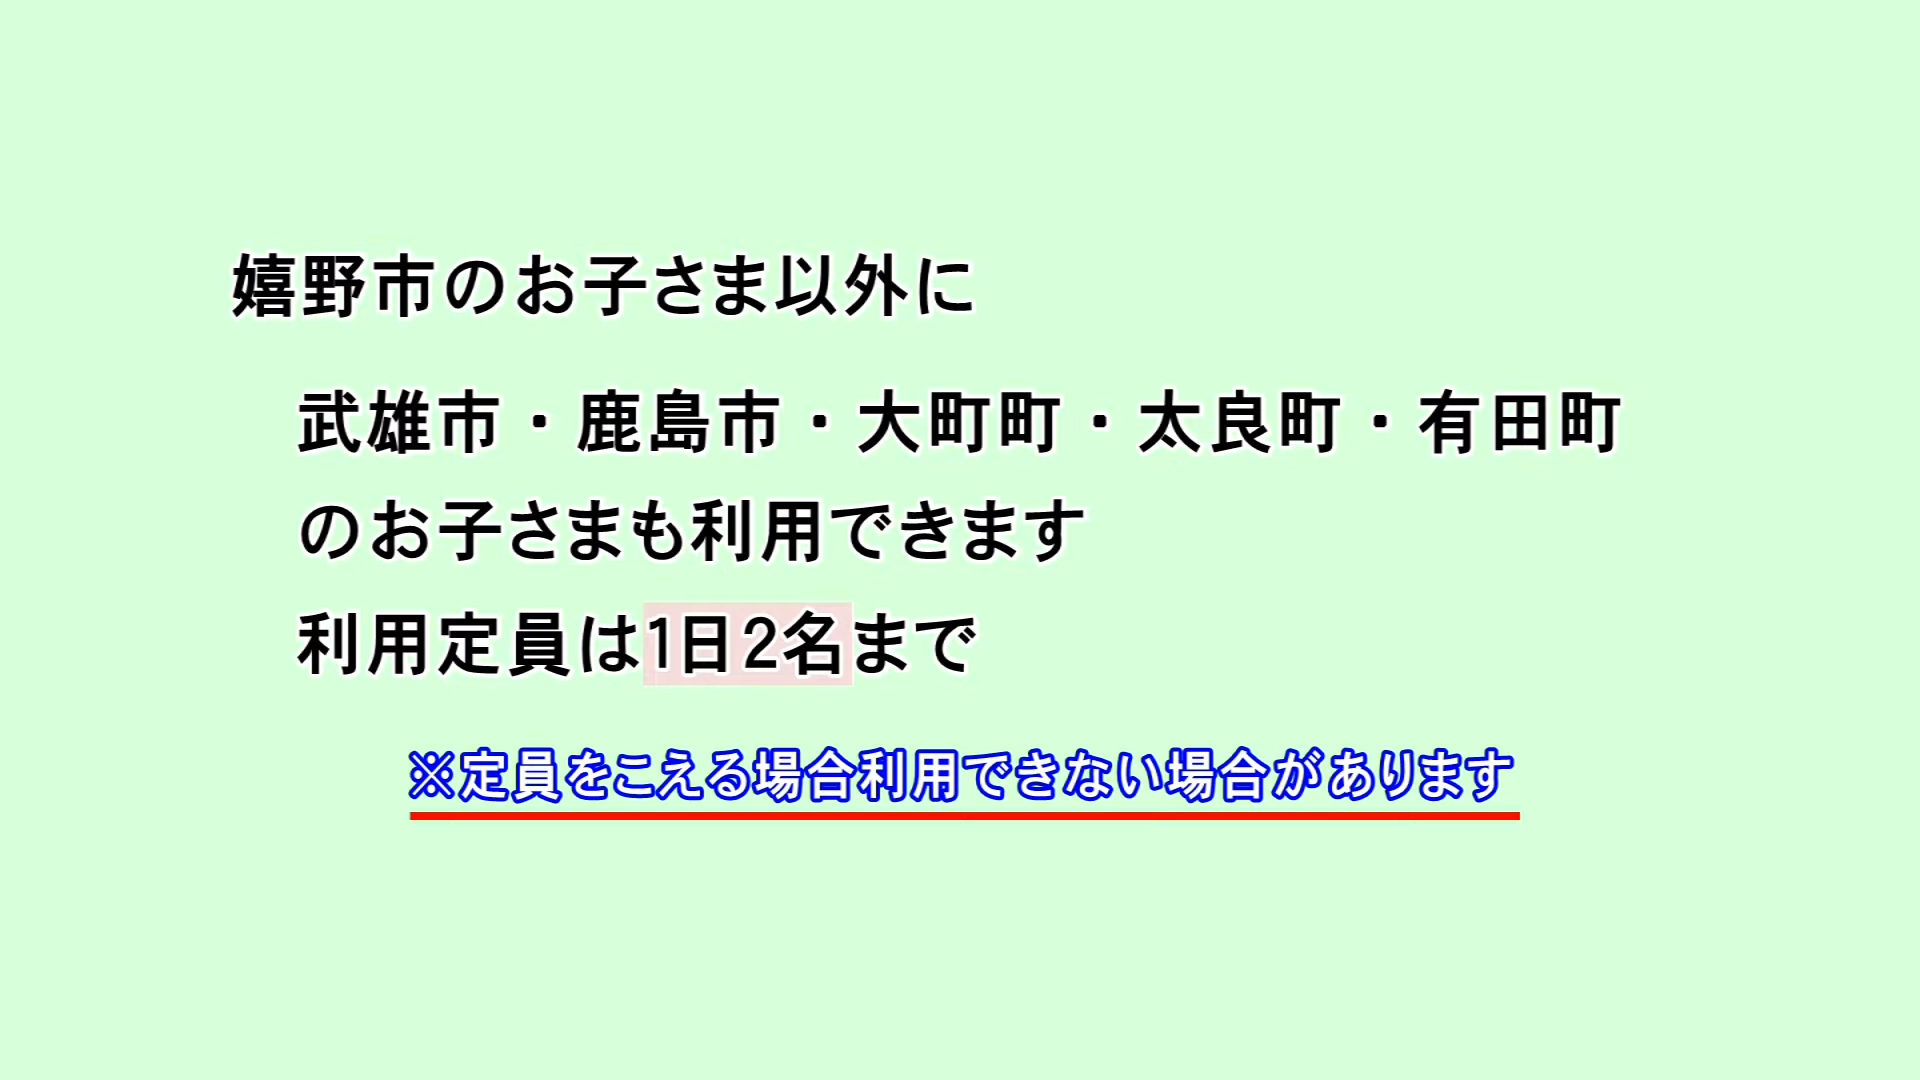 嬉野市のお子さま以外に
武雄市・鹿島市・大町町・太良町・有田町
のお子さまも利用できます
利用定員は1日2名まで
※定員をこえる場合利用できない場合があります